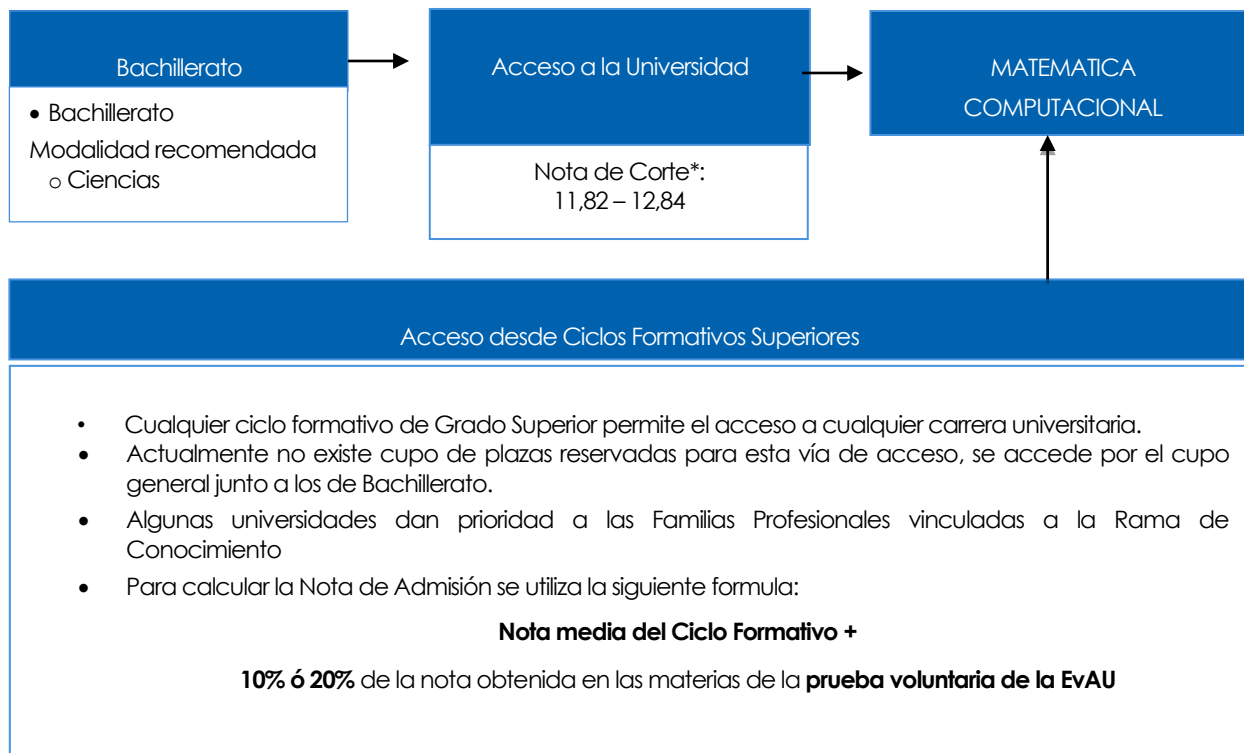 Bachillerato
• Bachillerato
Modalidad recomendada
o Ciencias
Acceso a la Universidad
Nota de Corte*:
11,82 – 12,84
MATEMATICA
COMPUTACIONAL
Acceso desde Ciclos Formativos Superiores
• Cualquier ciclo formativo de Grado Superior permite el acceso a cualquier carrera universitaria.
• Actualmente no existe cupo de plazas reservadas para esta vía de acceso, se accede por el cupo
general junto a los de Bachillerato.
• Algunas universidades dan prioridad a las Familias Profesionales vinculadas a la Rama de
Conocimiento
• Para calcular la Nota de Admisión se utiliza la siguiente formula:
Nota media del Ciclo Formativo +
10% ó 20% de la nota obtenida en las materias de la prueba voluntaria de la EvAU